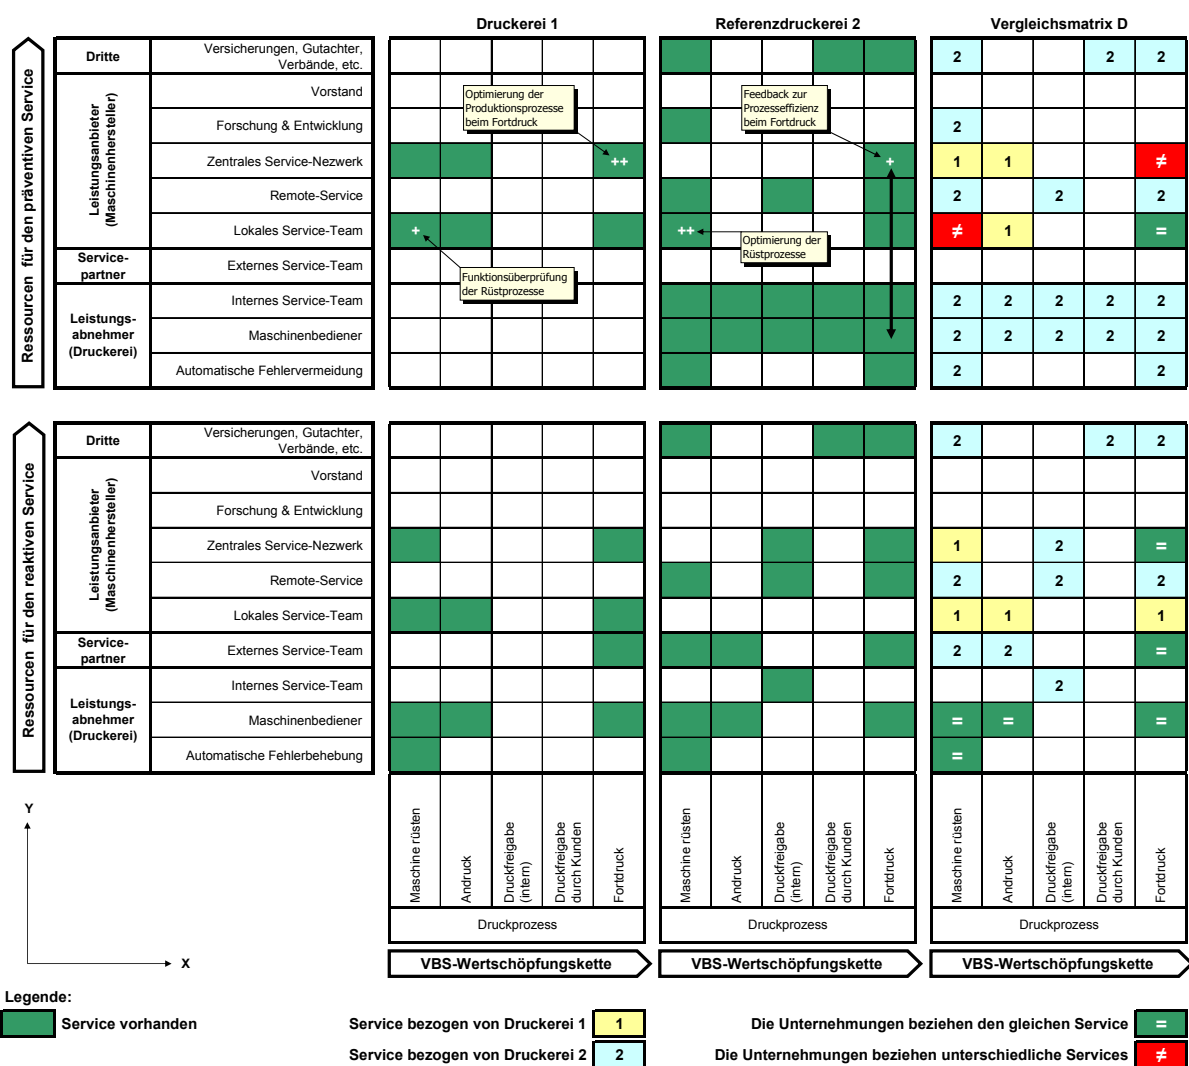 Druckerei 1
Referenzdruckerei 2
Vergleichsmatrix D
Ressourcen für den präventiven Service
Dritte
Leistungsanbieter
(Maschinenhersteller)
Service-
partner
Leistungs-
abnehmer
(Druckerei)
Versicherungen, Gutachter,
Verbände, etc.
2 2 2
Vorstand
Forschung & Entwicklung
2
Zentrales Service-Nezwerk
++ + 1 1 ≠
Remote-Service
2 2 2
Lokales Service-Team
+ ++ ≠ 1 =
Externes Service-Team
Internes Service-Team
2 2 2 2 2
Maschinenbediener
2 2 2 2 2
Automatische Fehlervermeidung
2 2
Optimierung der
Produktionsprozesse
beim Fortdruck
Funktionsüberprüfung
der Rüstprozesse
Feedback zur
Prozesseffizienz
beim Fortdruck
Optimierung der
Rüstprozesse
Ressourcen für den reaktiven Service
Dritte
Leistungsanbieter
(Maschinenhersteller)
Service-
partner
Leistungs-
abnehmer
(Druckerei)
Versicherungen, Gutachter,
Verbände, etc.
2 2 2
Vorstand
Forschung & Entwicklung
Zentrales Service-Nezwerk
1 2 =
Remote-Service
2 2 2
Lokales Service-Team
1 1 1
Externes Service-Team
2 2 =
Internes Service-Team
2
Maschinenbediener
= = =
Automatische Fehlerbehebung
=
Y
X
Maschine rüsten
Andruck
Druckfreigabe
(intern)
Druckfreigabe
durch Kunden
Fortdruck
Druckprozess
VBS-Wertschöpfungskette
Maschine rüsten
Andruck
Druckfreigabe
(intern)
Druckfreigabe
durch Kunden
Fortdruck
Druckprozess
VBS-Wertschöpfungskette
Maschine rüsten
Andruck
Druckfreigabe
(intern)
Druckfreigabe
durch Kunden
Fortdruck
Druckprozess
VBS-Wertschöpfungskette
Legende:
Service vorhanden
Service bezogen von Druckerei 1 1
Service bezogen von Druckerei 2 2
Die Unternehmungen beziehen den gleichen Service =
Die Unternehmungen beziehen unterschiedliche Services ≠